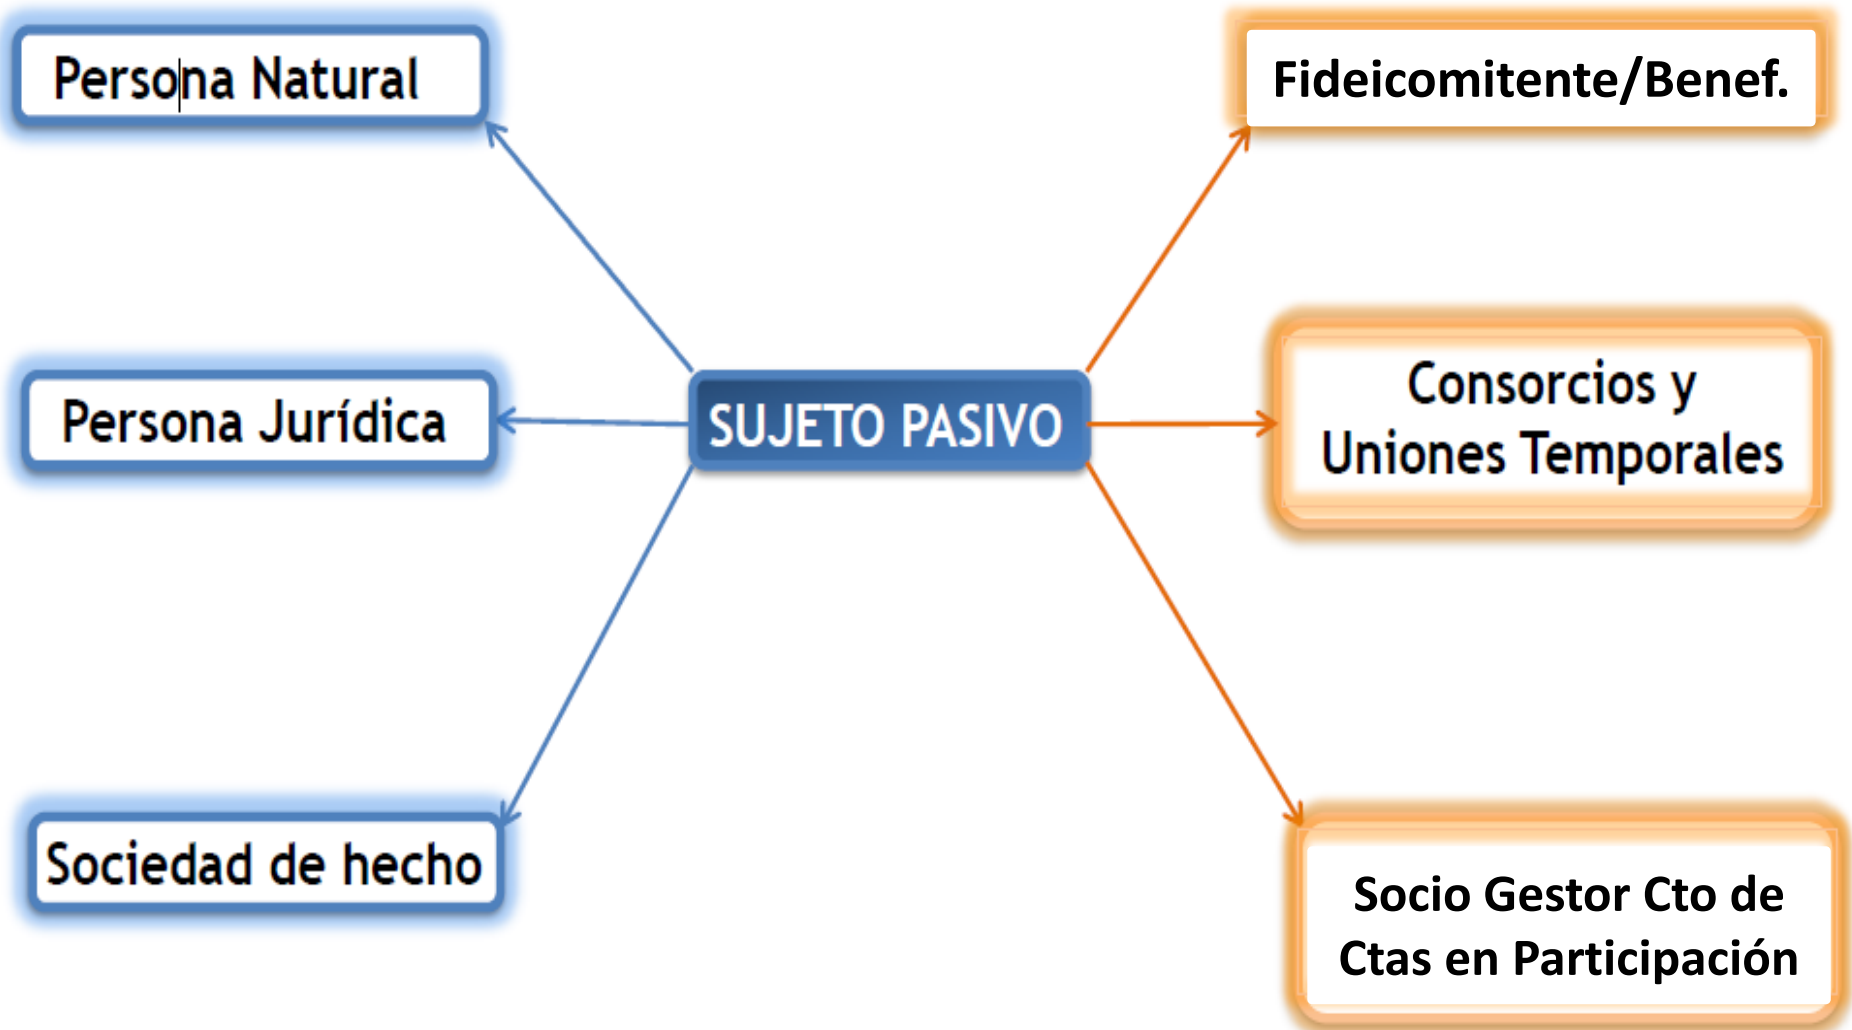 Persona Natural
Fideicomitente/Benef.
Persona Jurídica
SUJETO PASIVO
Consorcios y
Uniones Temporales
Sociedad de hecho
Socio Gestor Cto de
Ctas en Participación